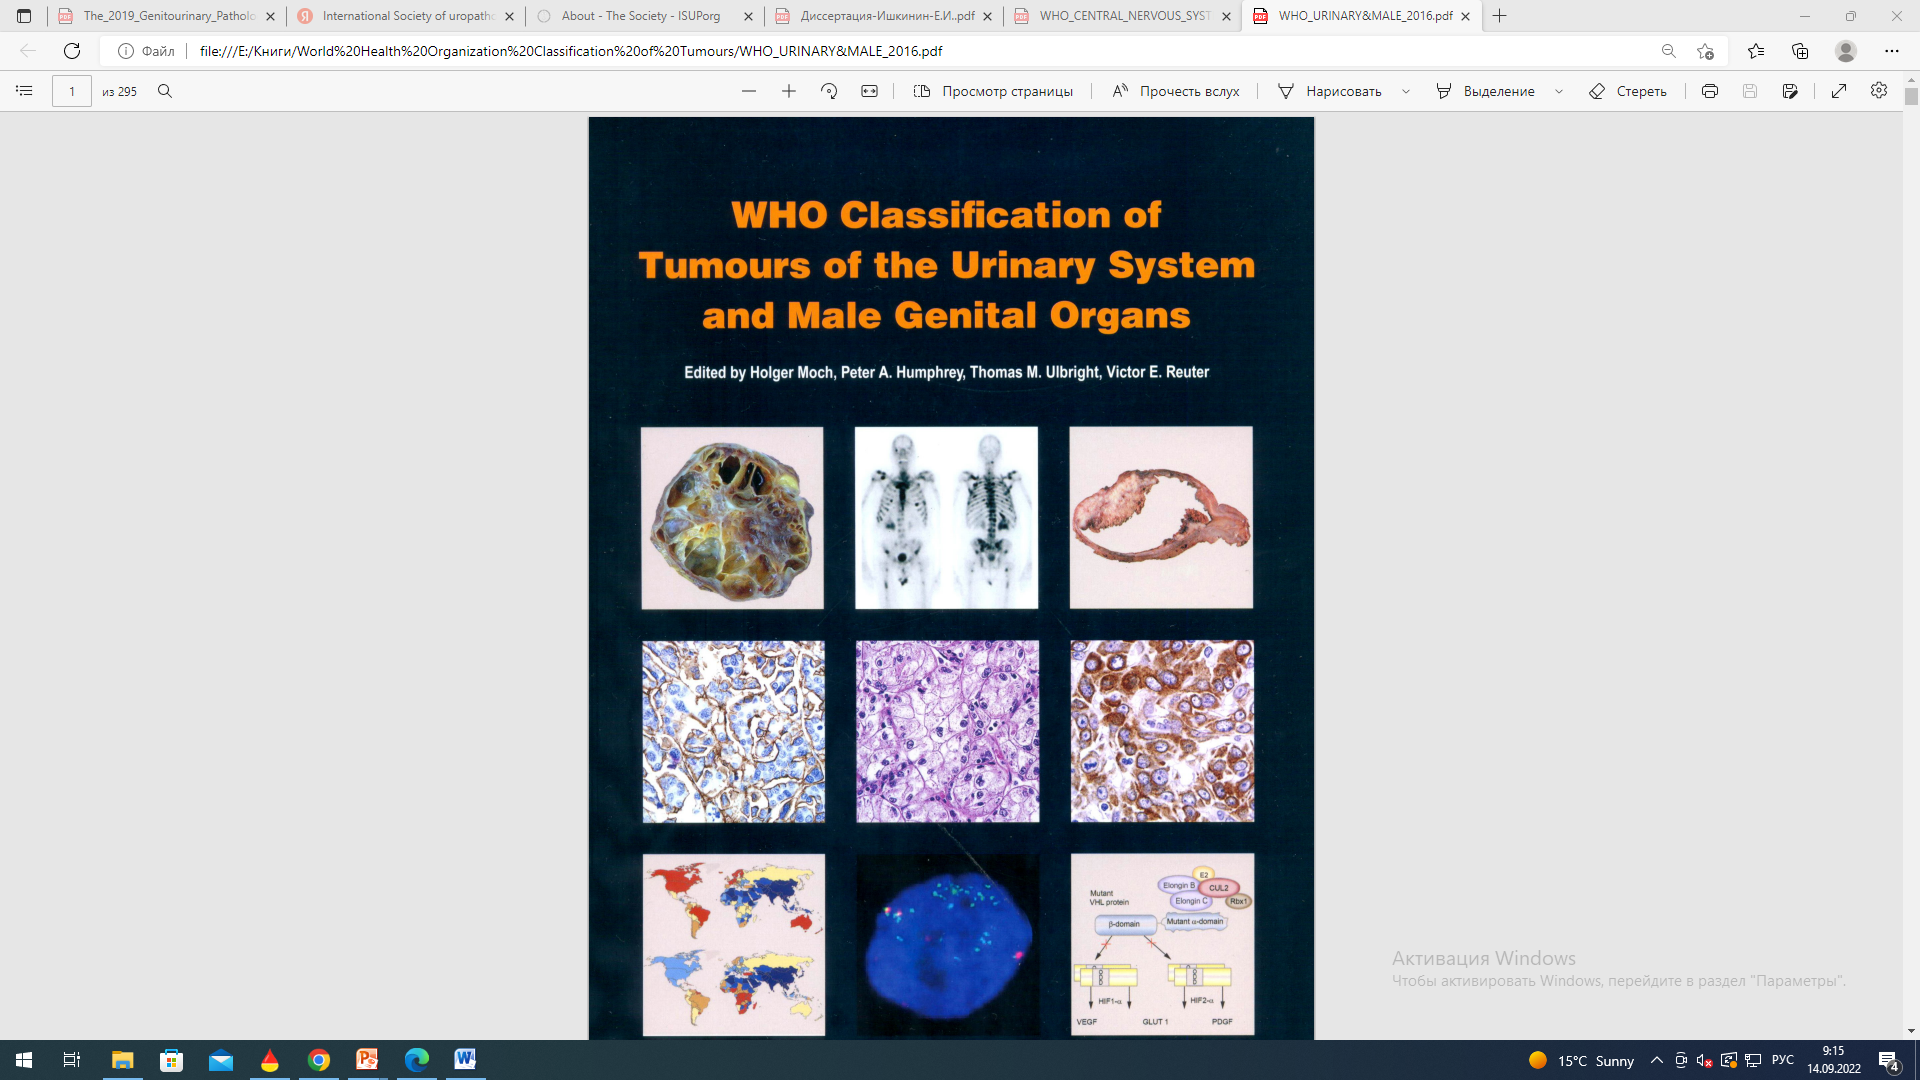 The_2019_Genitourinary_Patholo
International Society of uropatho
About - The Society - ISUPorg
Диссертация-Ишкинин-Е.И..pdf
WHO_CENTRAL_NERVOUS_SYST
WHO_URINARY&MALE_2016.pdf
Файл
file:///E:/Книги/World%20Health%20Organization%20Classification%20of%20Tumours/WHO_URINARY&MALE_2016.pdf
1
из 295
Просмотр страницы
Прочесть вслух
Нарисовать
Выделение
Стереть
WHO Classification of
Tumours of the Urinary System
and Male Genital Organs
Edited by Holger Moch, Peter A. Humphrey, Thomas M. Ulbright, Victor E. Reuter
E2
Elongin B
CUL2
Elongin C
Rbx1
Mutant
VHL protein
β-domain
Mutant α-domain
HIF1-α
HIF2-α
VEGF
GLUT 1
PDGF
Активация Windows
Чтобы активировать Windows, перейдите в раздел "Параметры".
15°C Sunny
РУС
9:15
14.09.2022
4